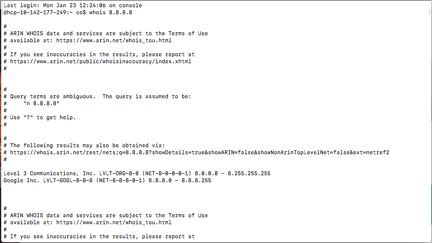 Last login: Mon Jan 23 12:24:06 on console
dhcp-10-142-177-249:~ co$ whois 8.8.8.8
#
# ARIN WHOIS data and services are subject to the Terms of Use
# available at: https://www.arin.net/whois_tou.html
#
# If you see inaccuracies in the results, please report at
# https://www.arin.net/public/whoisinaccuracy/index.xhtml
#
#
# Query terms are ambiguous.  The query is assumed to be:
#     "n 8.8.8.8"
#
# Use "?" to get help.
#
#
# The following results may also be obtained via:
# https://whois.arin.net/rest/nets;q=8.8.8.8?showDetails=true&showARIN=false&showNonArinTopLevelNet=false&ext=netref2
#
Level 3 Communications, Inc. LVLT-ORG-8-8 (NET-8-0-0-0-1) 8.0.0.0 - 8.255.255.255
Google Inc. LVLT-GOGL-8-8-8 (NET-8-8-8-0-1) 8.8.8.0 - 8.8.8.255
#
# ARIN WHOIS data and services are subject to the Terms of Use
# available at: https://www.arin.net/whois_tou.html
#
# If you see inaccuracies in the results, please report at